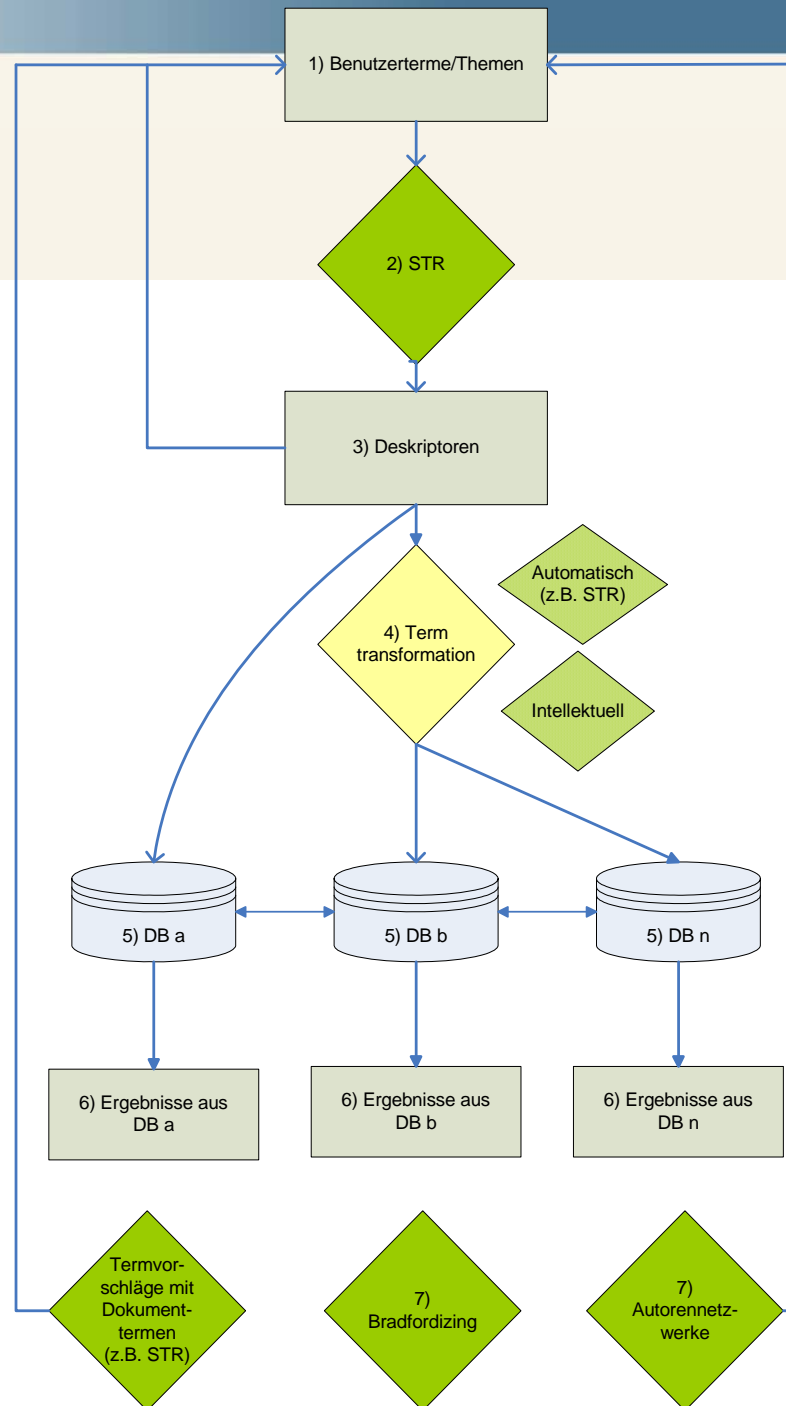 1) Benutzerterme/Themen
2) STR
3) Deskriptoren
Automatisch
(z.B. STR)
4) Term
transformation
Intellektuell
5) DB a
5) DB b
5) DB n
6) Ergebnisse aus
DB a
6) Ergebnisse aus
DB b
6) Ergebnisse aus
DB n
Termvor-
schläge mit
Dokument-
termen
(z.B. STR)
7)
Bradfordizing
7)
Autorennetz-
werke